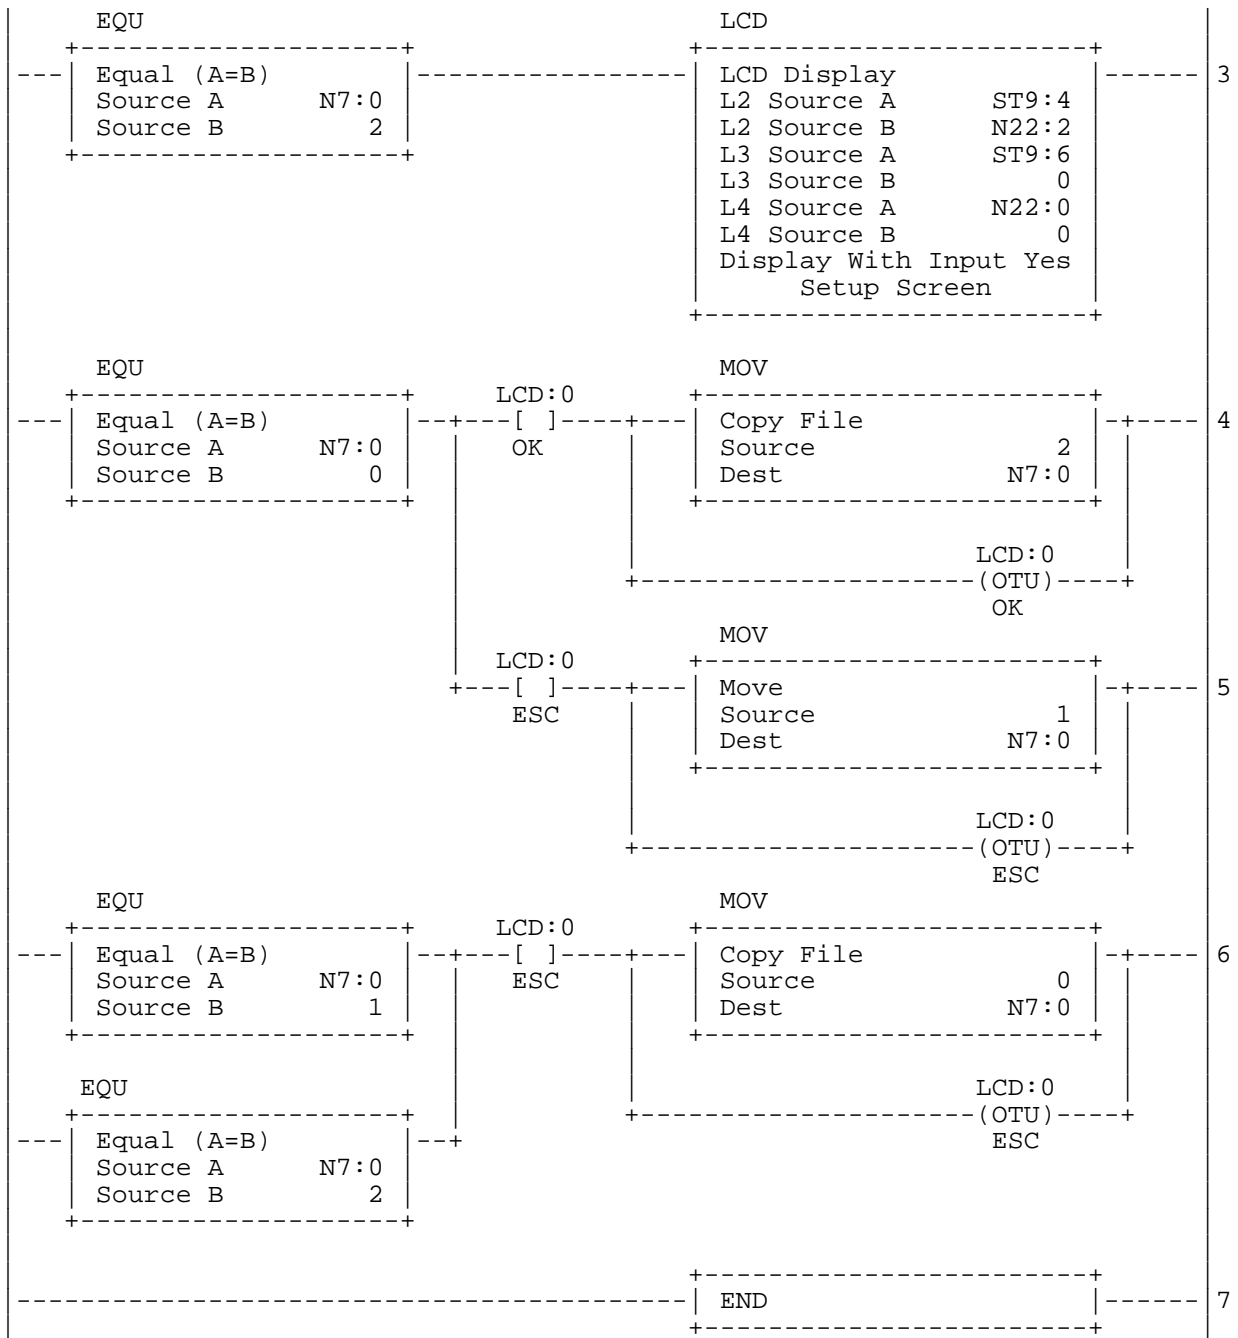 EQU LCD
Equal (A=B) LCD Display 3
Source A N7:0 L2 Source A ST9:4
Source B 2 L2 Source B N22:2
L3 Source A ST9:6
L3 Source B 0
L4 Source A N22:0
L4 Source B 0
Display With Input Yes
Setup Screen
EQU MOV
LCD:0
Equal (A=B) [ ] Copy File 4
Source A N7:0 OK Source 2
Source B 0 Dest N7:0
LCD:0
(OTU)
OK
MOV
LCD:0
[ ] Move 5
ESC Source 1
Dest N7:0
LCD:0
(OTU)
ESC
EQU MOV
LCD:0
Equal (A=B) [ ] Copy File 6
Source A N7:0 ESC Source 0
Source B 1 Dest N7:0
EQU LCD:0
(OTU)
Equal (A=B) ESC
Source A N7:0
Source B 2
END 7